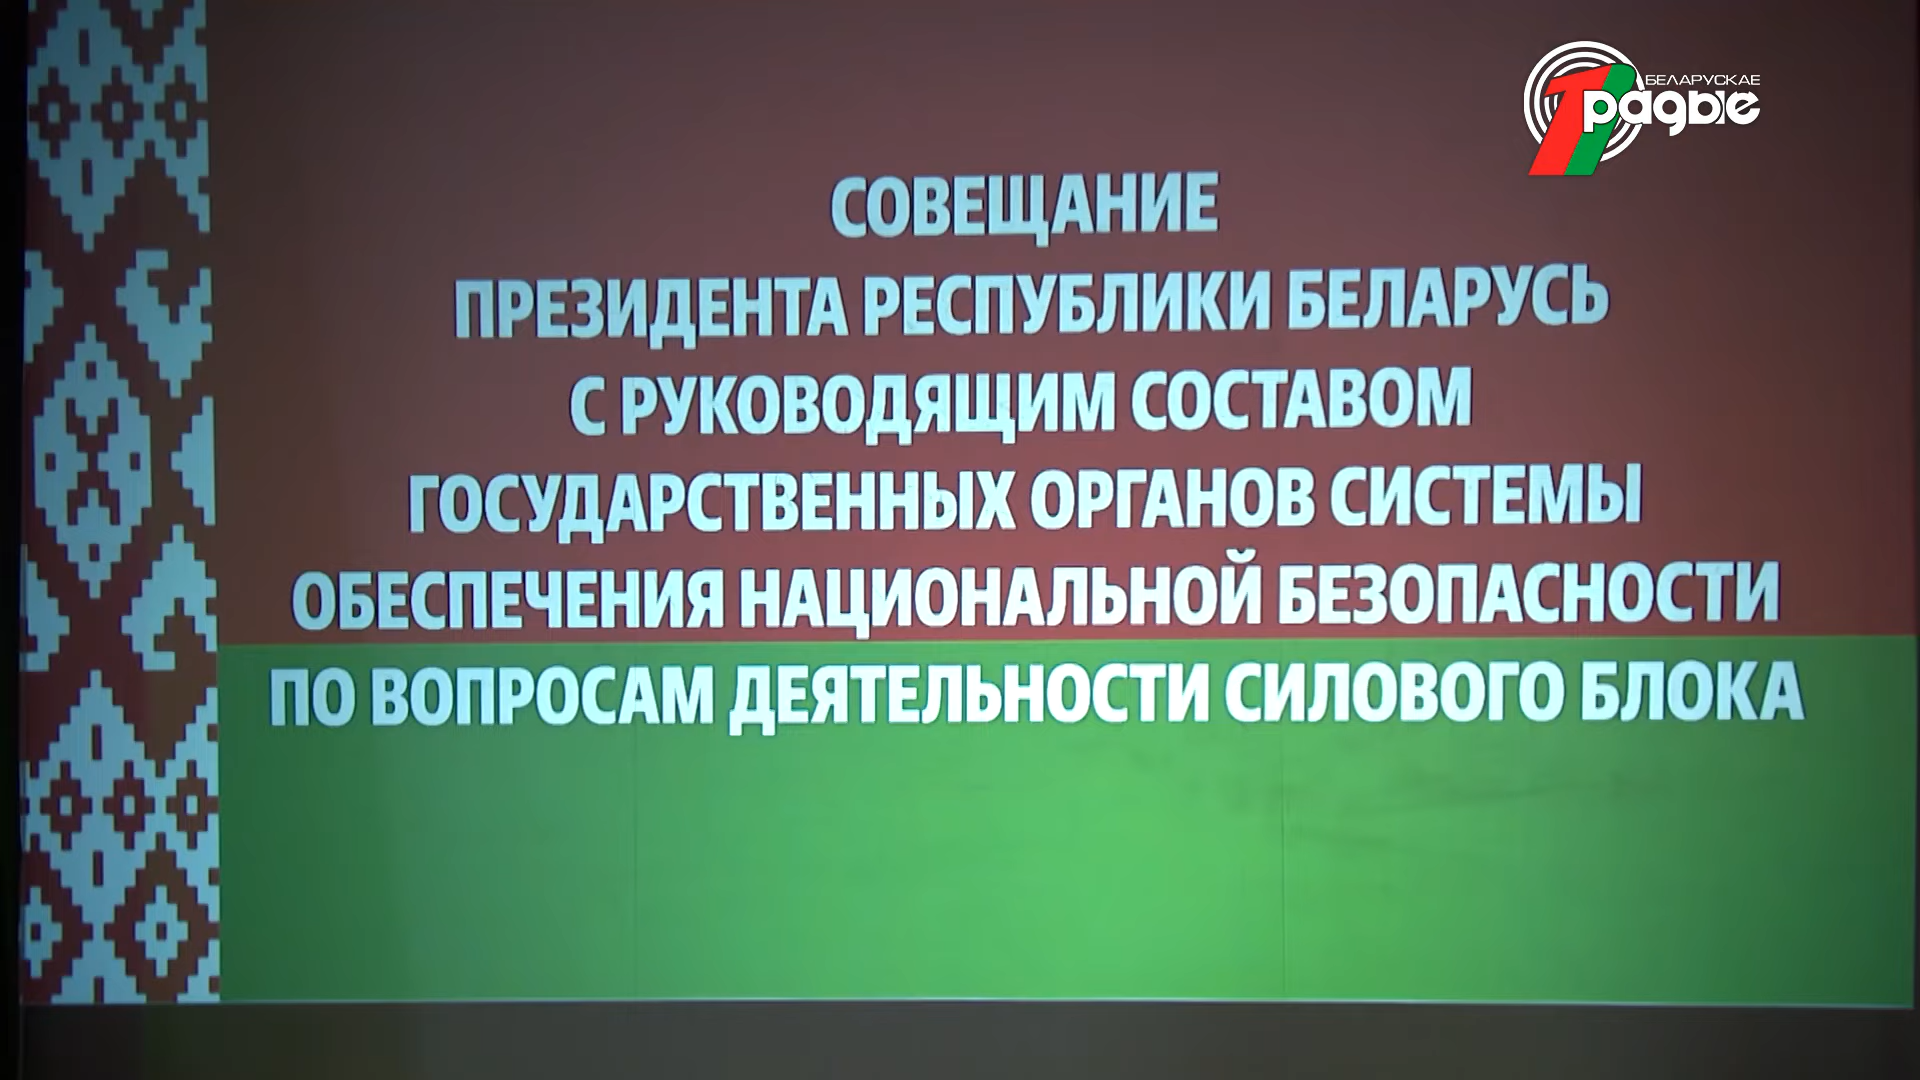 БЕЛАРУСКАЕ
1 РАДЫЁ
СОВЕЩАНИЕ
ПРЕЗИДЕНТА РЕСПУБЛИКИ БЕЛАРУСЬ
С РУКОВОДЯЩИМ СОСТАВОМ
ГОСУДАРСТВЕННЫХ ОРГАНОВ СИСТЕМЫ
ОБЕСПЕЧЕНИЯ НАЦИОНАЛЬНОЙ БЕЗОПАСНОСТИ
ПО ВОПРОСАМ ДЕЯТЕЛЬНОСТИ СИЛОВОГО БЛОКА